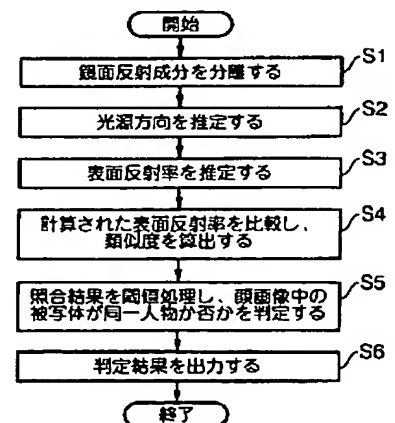 開始
鏡面反射成分を分離する
S1
光源方向を推定する
S2
表面反射率を推定する
S3
計算された表面反射率を比較し、
類似度を算出する
S4
照合結果を閾値処理し、顔画像中の
被写体が同一人物か否かを判定する
S5
判定結果を出力する
S6
終了